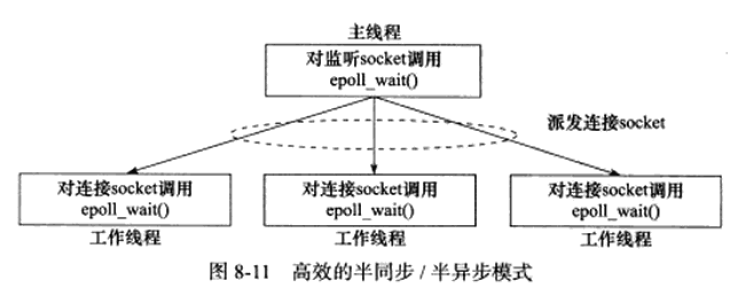 主线程
对监听socket调用
epoll_wait()
派发连接socket
对连接socket调用
epoll_wait()
工作线程
对连接socket调用
epoll_wait()
工作线程
对连接socket调用
epoll_wait()
工作线程
图 8-11 高效的半同步 / 半异步模式